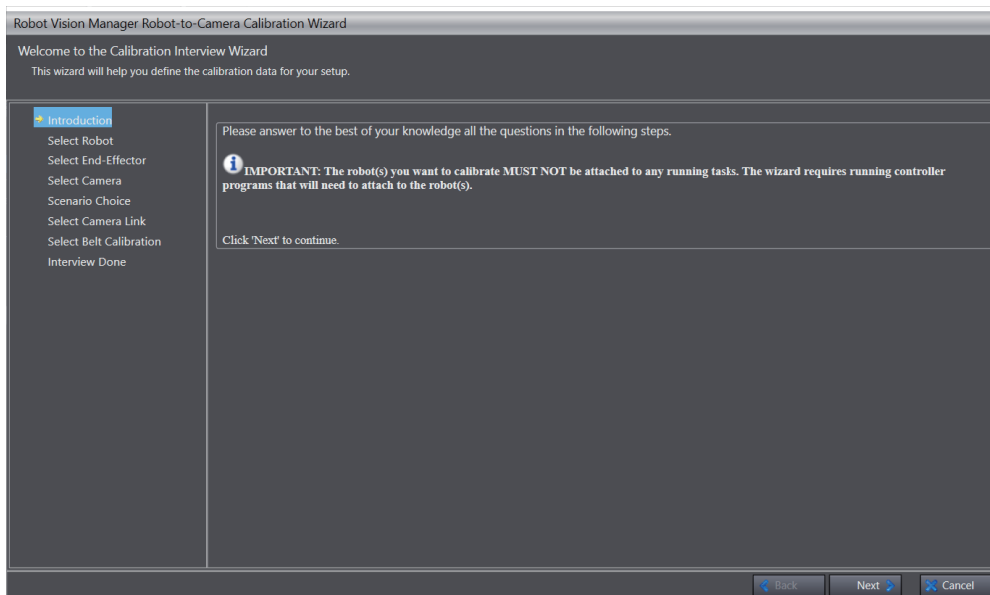 Robot Vision Manager Robot-to-Camera Calibration Wizard
Welcome to the Calibration Interview Wizard
This wizard will help you define the calibration data for your setup.
Introduction
Select Robot
Select End-Effector
Select Camera
Scenario Choice
Select Camera Link
Select Belt Calibration
Interview Done
Please answer to the best of your knowledge all the questions in the following steps.
IMPORTANT: The robot(s) you want to calibrate MUST NOT be attached to any running tasks. The wizard requires running controller
programs that will need to attach to the robot(s).
Click 'Next' to continue.
Back
Next
Cancel